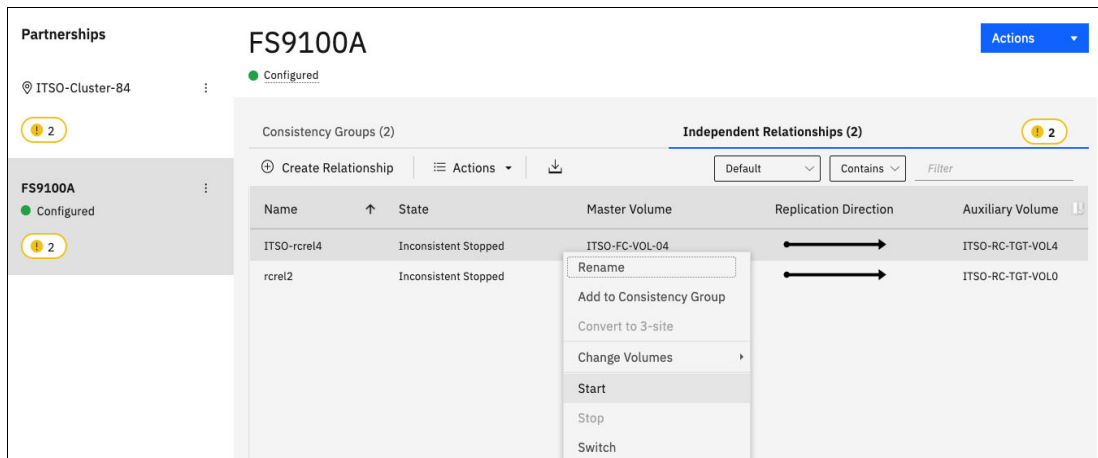 Partnerships
ITSO-Cluster-84
2
FS9100A
Configured
2
FS9100A
Configured
Actions
Consistency Groups (2)
Independent Relationships (2)
2
Create Relationship
Actions
Default
Contains
Filter
Name State Master Volume Replication Direction Auxiliary Volume
ITSO-rcrel4 Inconsistent Stopped ITSO-FC-VOL-04 ITSO-RC-TGT-VOL4
rcrel2 Inconsistent Stopped ITSO-RC-TGT-VOL0
Rename
Add to Consistency Group
Convert to 3-site
Change Volumes
Start
Stop
Switch